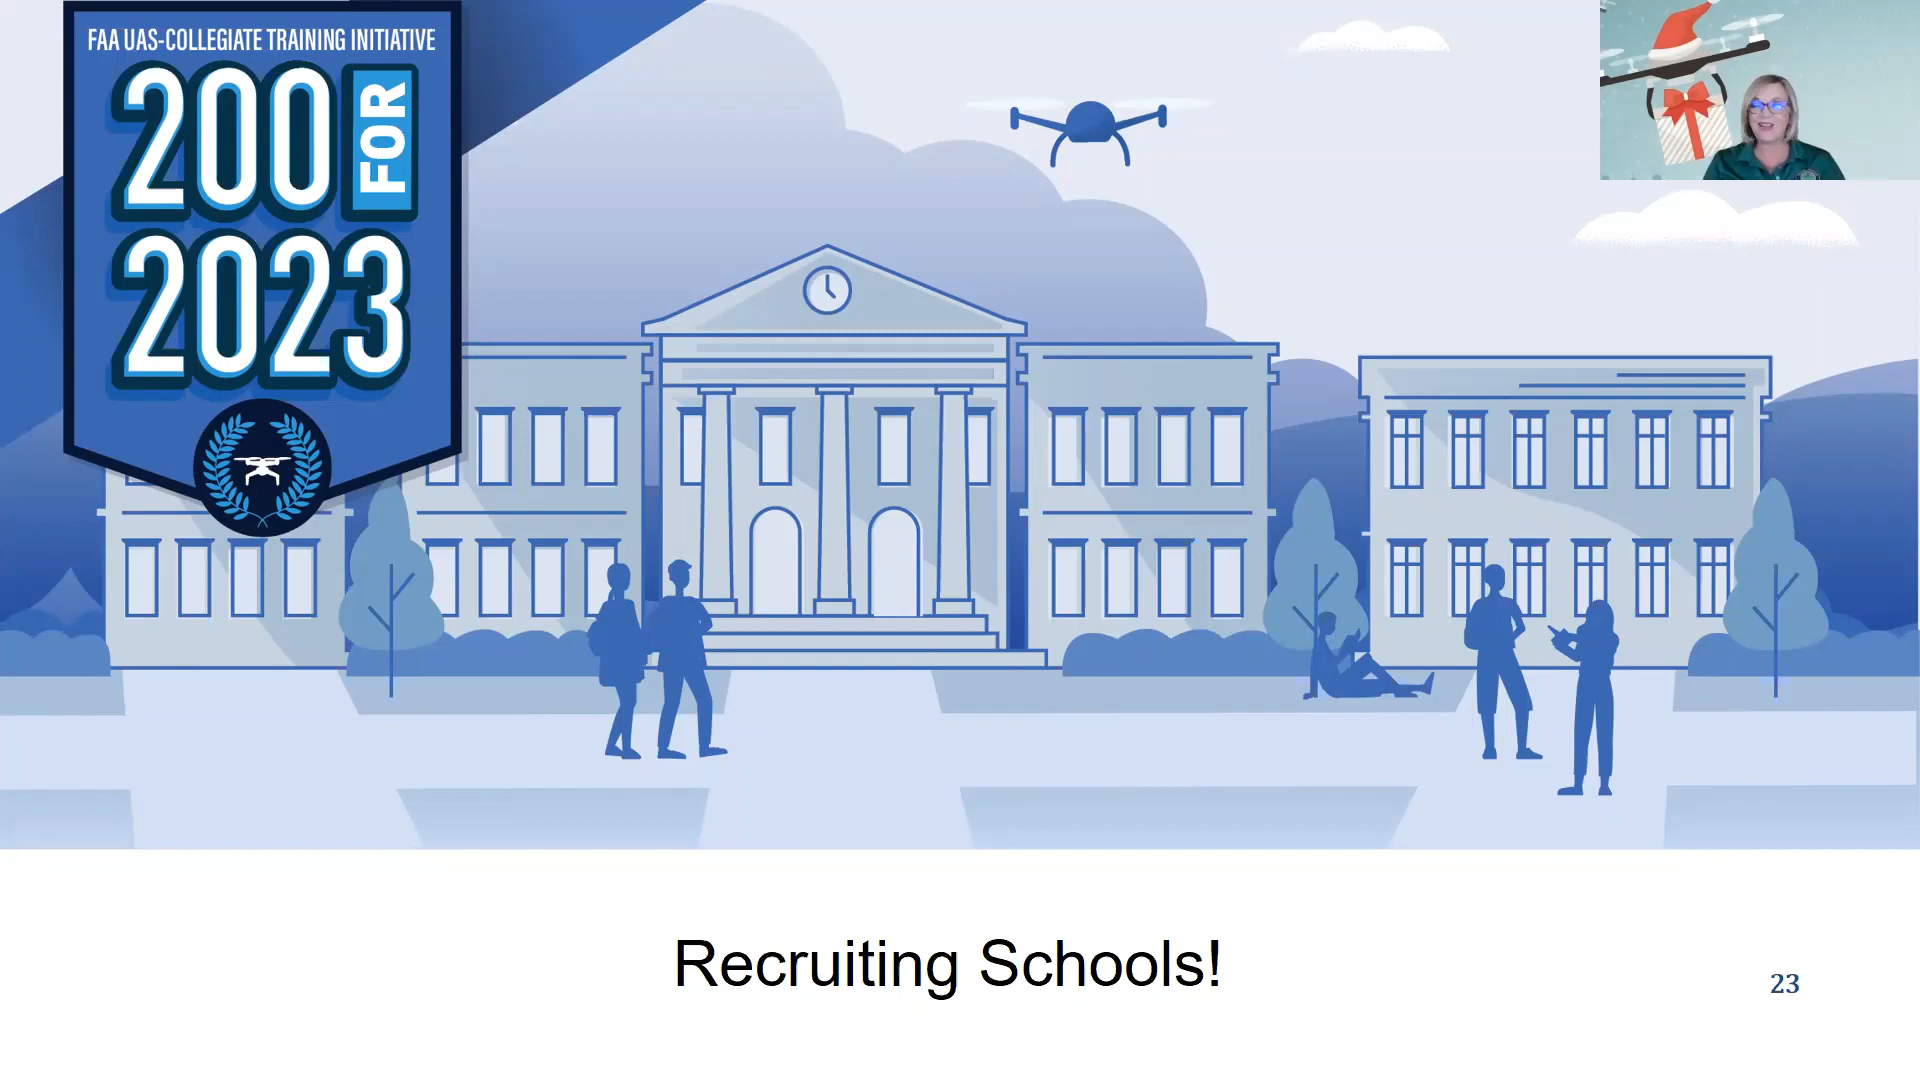 FAA UAS-COLLEGIATE TRAINING INITIATIVE
200 FOR
2023
Recruiting Schools!
23